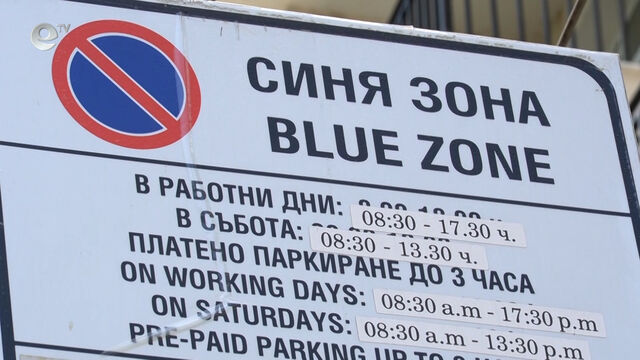 TV
СИНЯ ЗОНА
BLUE ZONE
В РАБОТНИ ДНИ: 08:30 - 17.30 ч.
В СЪБОТА: 08:30 - 13.30 ч.
ПЛАТЕНО ПАРКИРАНЕ ДО 3 ЧАСА
ON WORKING DAYS: 08:30 a.m - 17:30 p.m
ON SATURDAYS: 08:30 a.m - 13:30 p.m
PRE-PAID PARKING UP TO